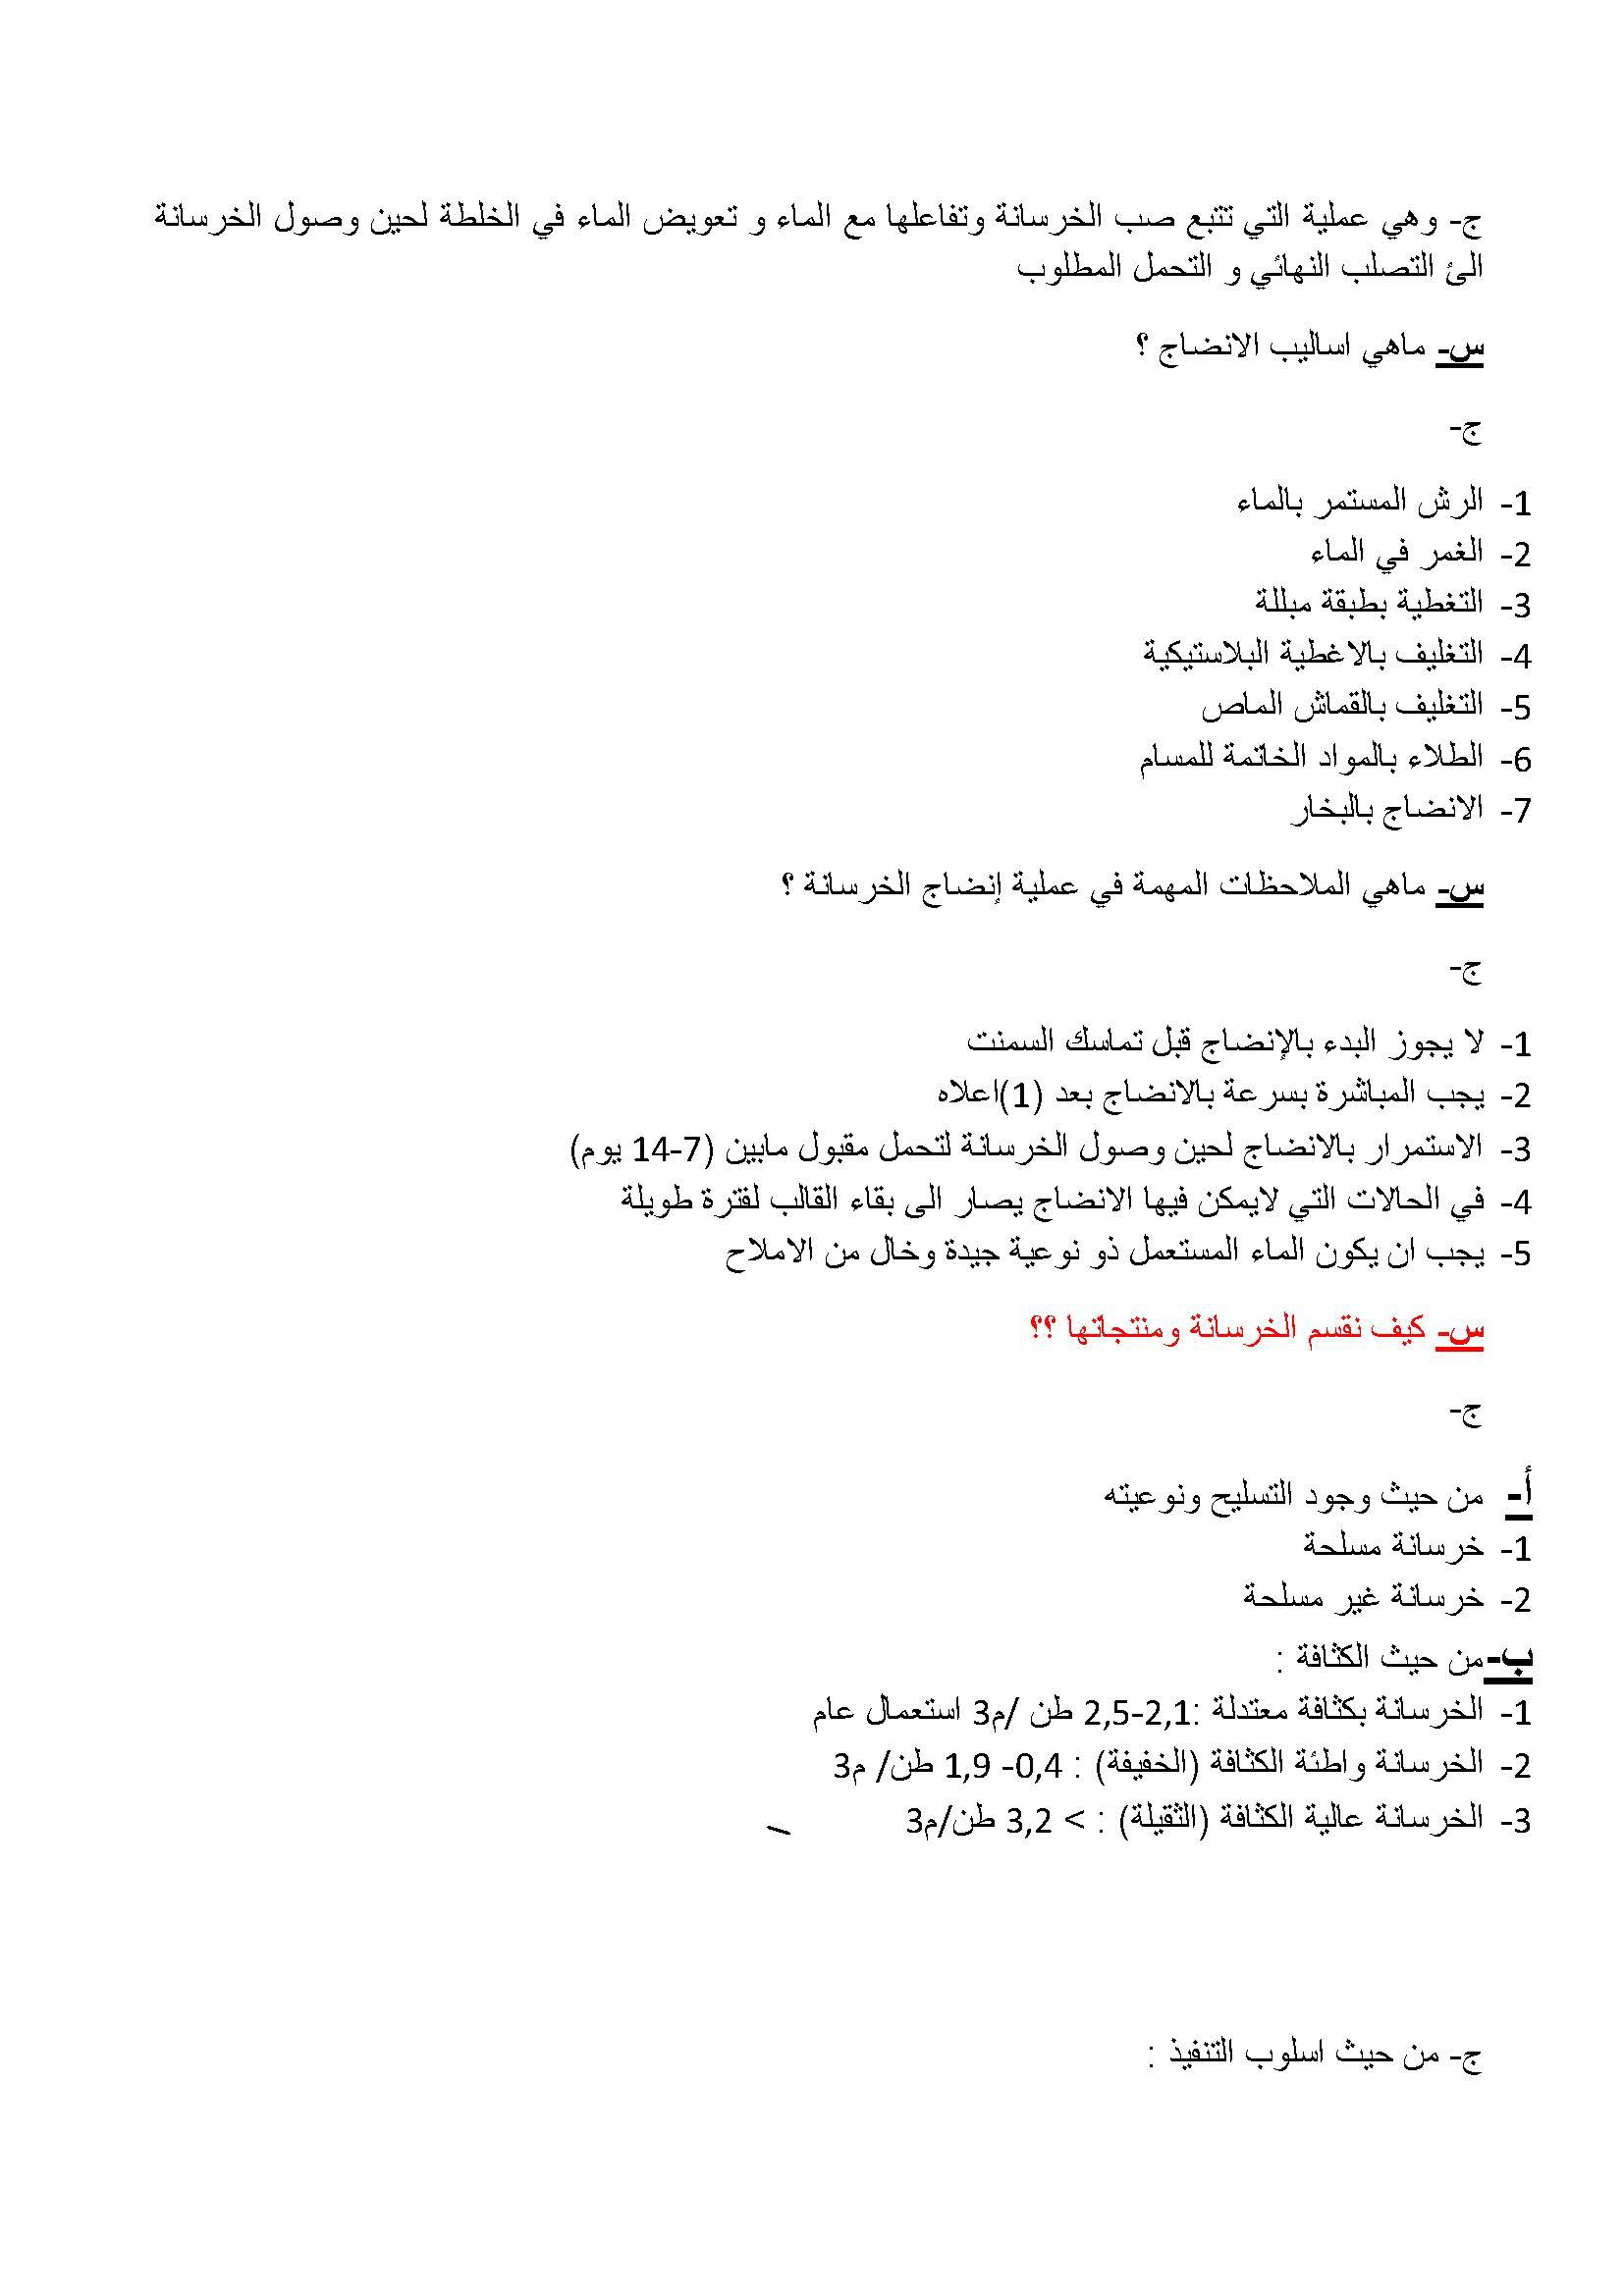 ج- وهي عملية التي تتبع صب الخرسانة وتفاعلها مع الماء و تعويض الماء في الخلطة لحين وصول الخرسانة
الئ التصلب النهائي و التحمل المطلوب
س- ماهي اساليب الانضاج ؟
ج-
1- الرش المستمر بالماء
2- الغمر في الماء
3- التغطية بطبقة مبللة
4- التغليف بالاغطية البلاستيكية
5- التغليف بالقماش الماص
6- الطلاء بالمواد الخاتمة للمسام
7- الانضاج بالبخار
س- ماهي الملاحظات المهمة في عملية إنضاج الخرسانة ؟
ج-
1- لا يجوز البدء بالإنضاج قبل تماسك السمنت
2- يجب المباشرة بسرعة بالانضاج بعد (1)اعلاه
3- الاستمرار بالانضاج لحين وصول الخرسانة لتحمل مقبول مابين (7-14 يوم)
4- في الحالات التي لايمكن فيها الانضاج يصار الى بقاء القالب لقترة طويلة
5- يجب ان يكون الماء المستعمل ذو نوعية جيدة وخال من الاملاح
س- كيف نقسم الخرسانة ومنتجاتها ؟؟
ج-
أ- من حيث وجود التسليح ونوعيته
1- خرسانة مسلحة
2- خرسانة غير مسلحة
ب- من حيث الكثافة :
1- الخرسانة بكثافة معتدلة :2,1-2,5 طن /م3 استعمال عام
2- الخرسانة واطئة الكثافة (الخفيفة) : 0,4- 1,9 طن/ م3
3- الخرسانة عالية الكثافة (الثقيلة) : > 3,2 طن/م3
ج- من حيث اسلوب التنفيذ :